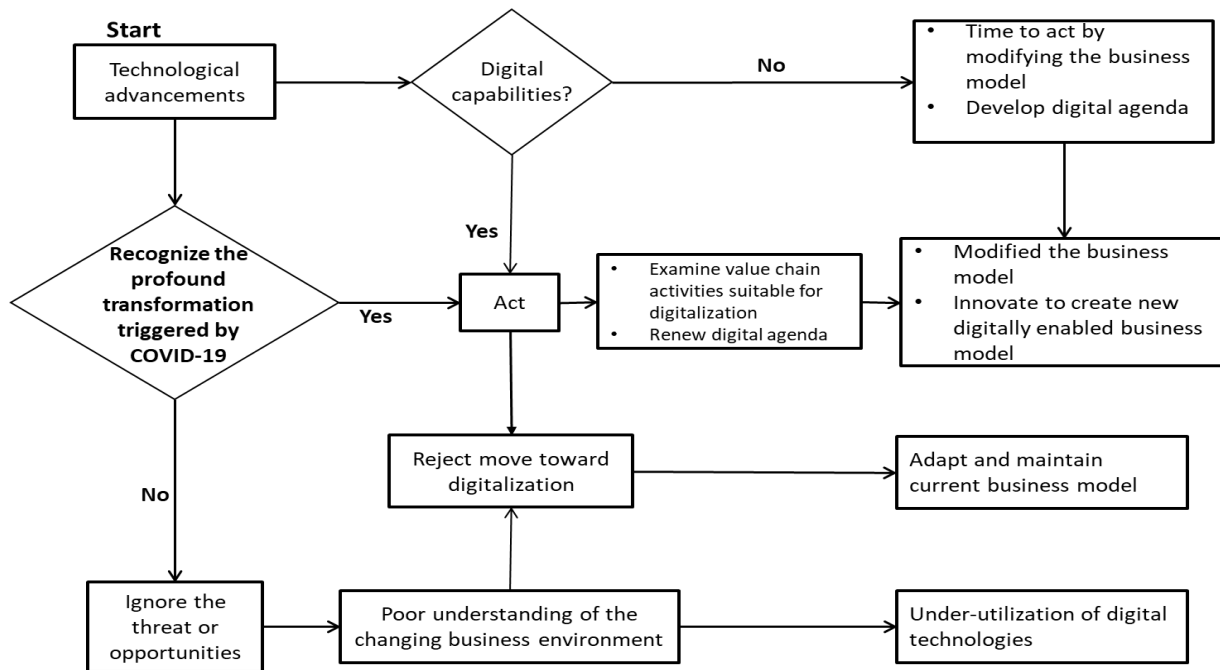 Start
Technological
advancements
Digital
capabilities?
No
• Time to act by
modifying the business
model
• Develop digital agenda
Yes
Recognize the
profound
transformation
triggered by
COVID-19
Yes
Act
• Examine value chain
activities suitable for
digitalization
• Renew digital agenda
• Modified the business
model
• Innovate to create new
digitally enabled business
model
No
Reject move toward
digitalization
Adapt and maintain
current business model
Ignore the
threat or
opportunities
Poor understanding of the
changing business environment
Under-utilization of digital
technologies